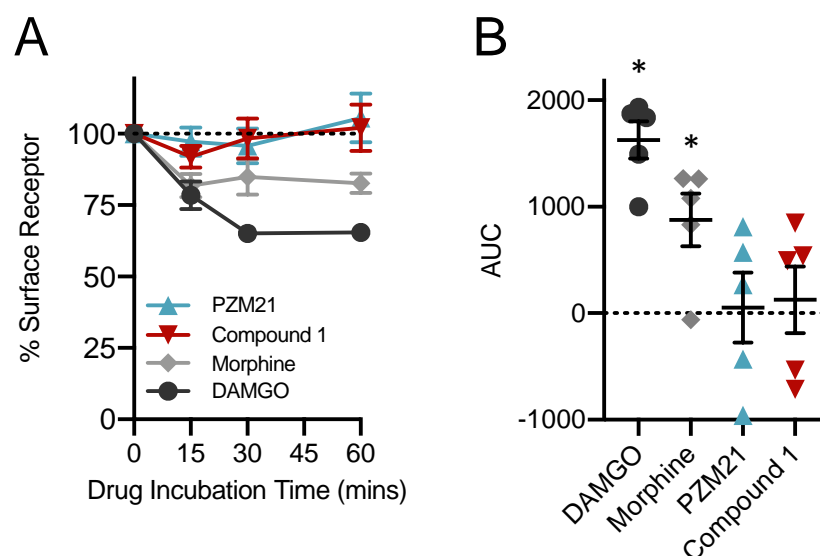 A
% Surface Receptor
100
75
50
25
0
PZM21
Compound 1
Morphine
DAMGO
0 15 30 45 60
Drug Incubation Time (mins)
B
AUC
2000
1000
0
-1000
*
*
DAMGO
Morphine
PZM21
Compound 1